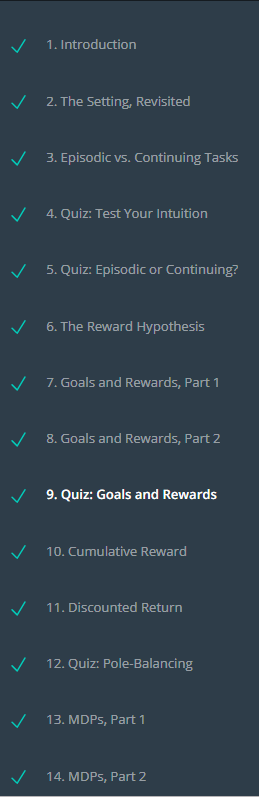 1. Introduction
2. The Setting, Revisited
3. Episodic vs. Continuing Tasks
4. Quiz: Test Your Intuition
5. Quiz: Episodic or Continuing?
6. The Reward Hypothesis
7. Goals and Rewards, Part 1
8. Goals and Rewards, Part 2
9. Quiz: Goals and Rewards
10. Cumulative Reward
11. Discounted Return
12. Quiz: Pole-Balancing
13. MDPs, Part 1
14. MDPs, Part 2